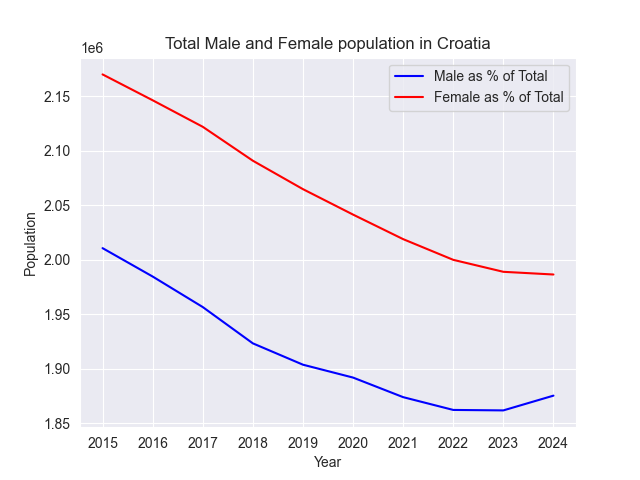 Total Male and Female population in Croatia
1e6
Male as % of Total
Female as % of Total
2.15
2.10
2.05
2.00
1.95
1.90
1.85
Population
2015 2016 2017 2018 2019 2020 2021 2022 2023 2024
Year